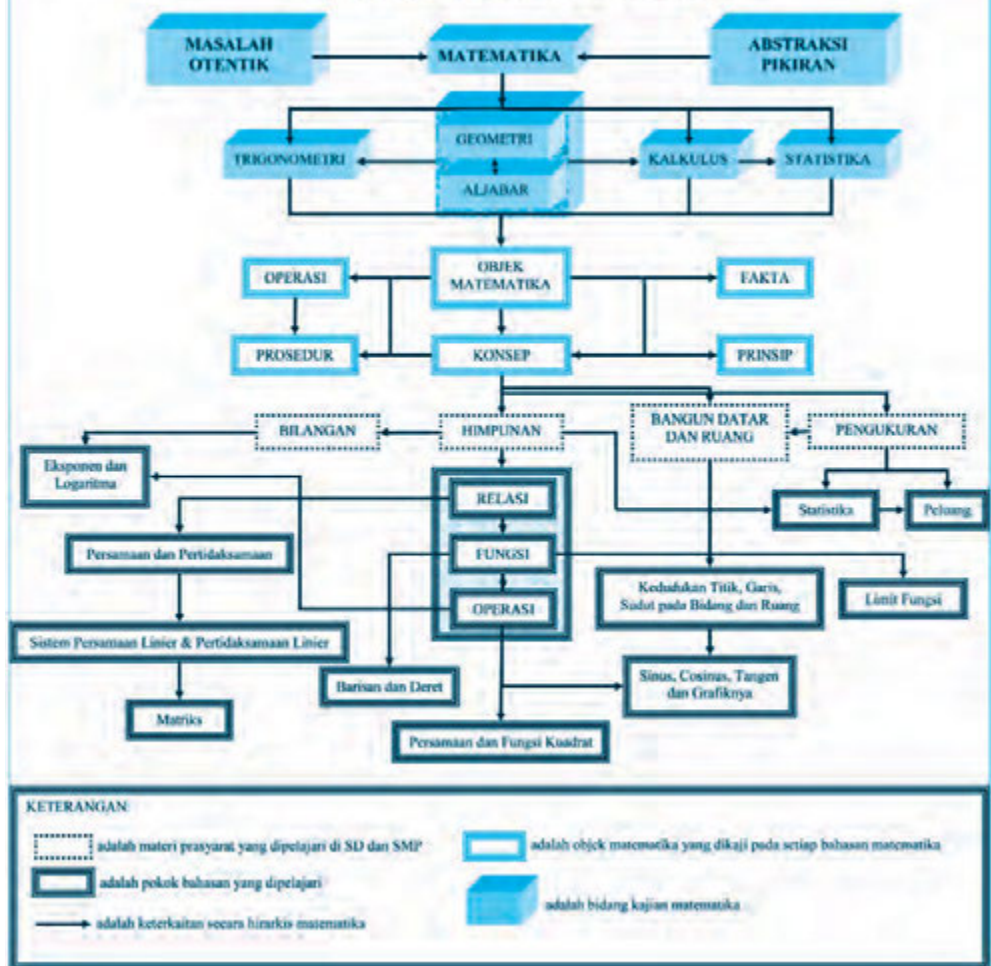 MASALAH
OTENTIK
MATEMATIKA
ABSTRAKSI
PIKIRAN
GEOMETRI
TRIGONOMETRI
KALKULUS
STATISTIKA
ALJABAR
OPERASI
OBJEK
MATEMATIKA
FAKTA
PROSEDUR
KONSEP
PRINSIP
BILANGAN
HIMPUNAN
BANGUN DATAR
DAN RUANG
PENGUKURAN
Eksponen dan
Logaritma
RELASI
Statistika
Peluang
Persamaan dan Pertidaksamaan
FUNGSI
Kedudukan Titik, Garis,
Sudut pada Bidang dan Ruang
Limit Fungsi
OPERASI
Sistem Persamaan Linier & Pertidaksamaan Linier
Barisan dan Deret
Sinus, Cosinus, Tangen
dan Grafiknya
Matriks
Persamaan dan Fungsi Kuadrat
KETERANGAN
adalah materi prasyarat yang dipelajari di SD dan SMP
adalah objek matematika yang dikaji pada setiap bahasan matematika
adalah pokok bahasan yang dipelajari
adalah bidang kajian matematika
adalah keterkaitan secara hirarkis matematika